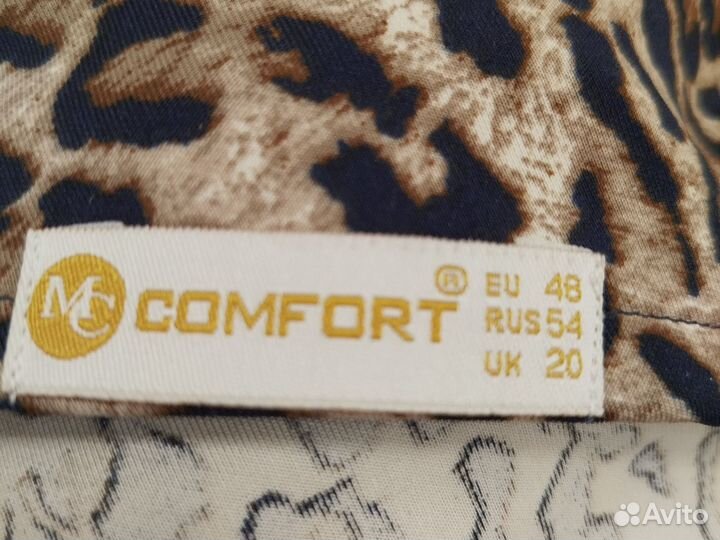 MC COMFORT ®
EU 48
RUS 54
UK 20
Avito